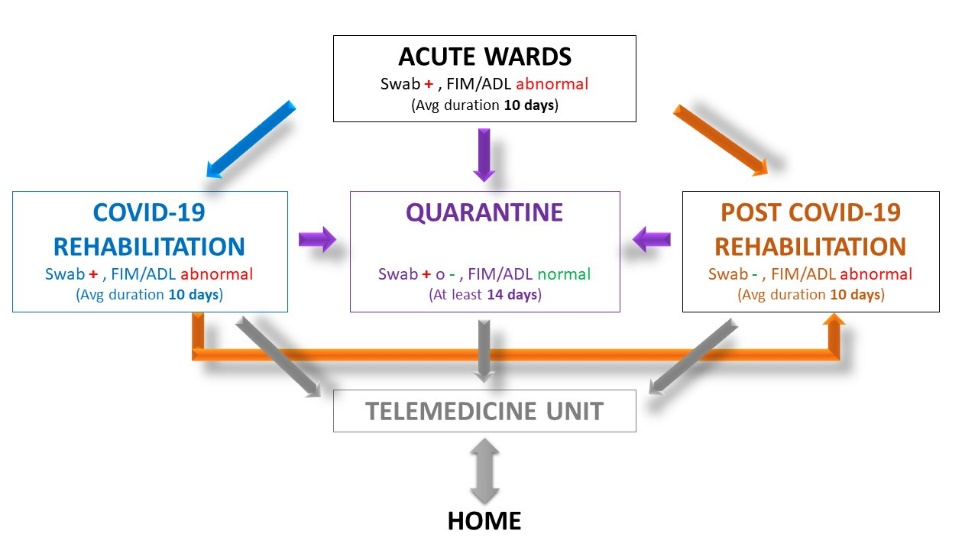 ACUTE WARDS
Swab + , FIM/ADL abnormal
(Avg duration 10 days)
COVID-19
REHABILITATION
Swab + , FIM/ADL abnormal
(Avg duration 10 days)
QUARANTINE
Swab + o - , FIM/ADL normal
(At least 14 days)
POST COVID-19
REHABILITATION
Swab - , FIM/ADL abnormal
(Avg duration 10 days)
TELEMEDICINE UNIT
HOME